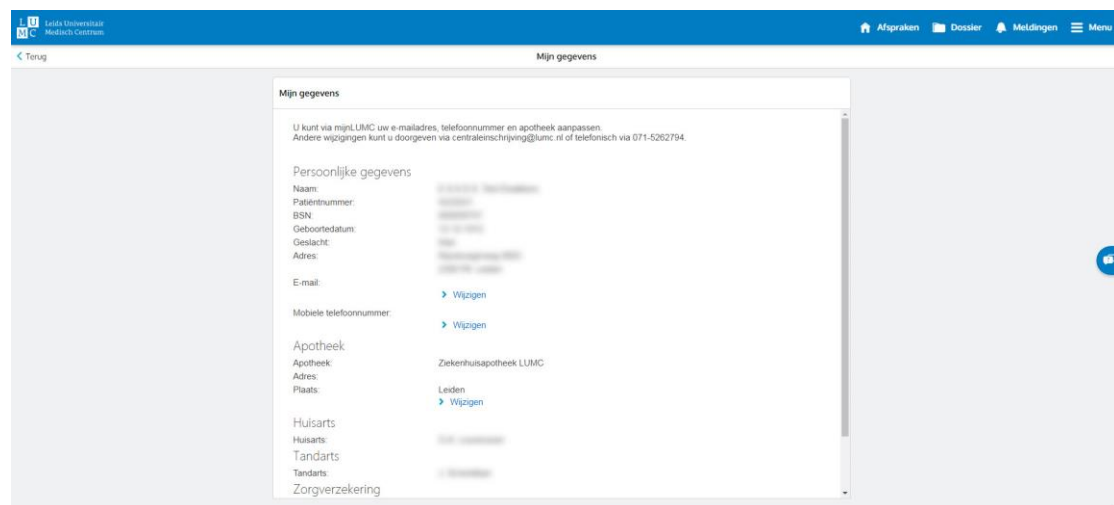 LUMC
Leids Universitair
Medisch Centrum
Afspraken
Dossier
Meldingen
Menu
Terug
Mijn gegevens
Mijn gegevens
U kunt via mijnLUMC uw e-mailadres, telefoonnummer en apotheek aanpassen.
Andere wijzigingen kunt u doorgeven via centraleinschrijving@lumc.nl of telefonisch via 071-5262794.
Persoonlijke gegevens
Naam:
Patiëntnummer:
BSN:
Geboortedatum:
Geslacht:
Adres:
E-mail:
Wijzigen
Mobiele telefoonnummer:
Wijzigen
Apotheek
Apotheek: Ziekenhuisapotheek LUMC
Adres:
Plaats: Leiden
Wijzigen
Huisarts
Huisarts:
Tandarts
Tandarts:
Zorgverzekering